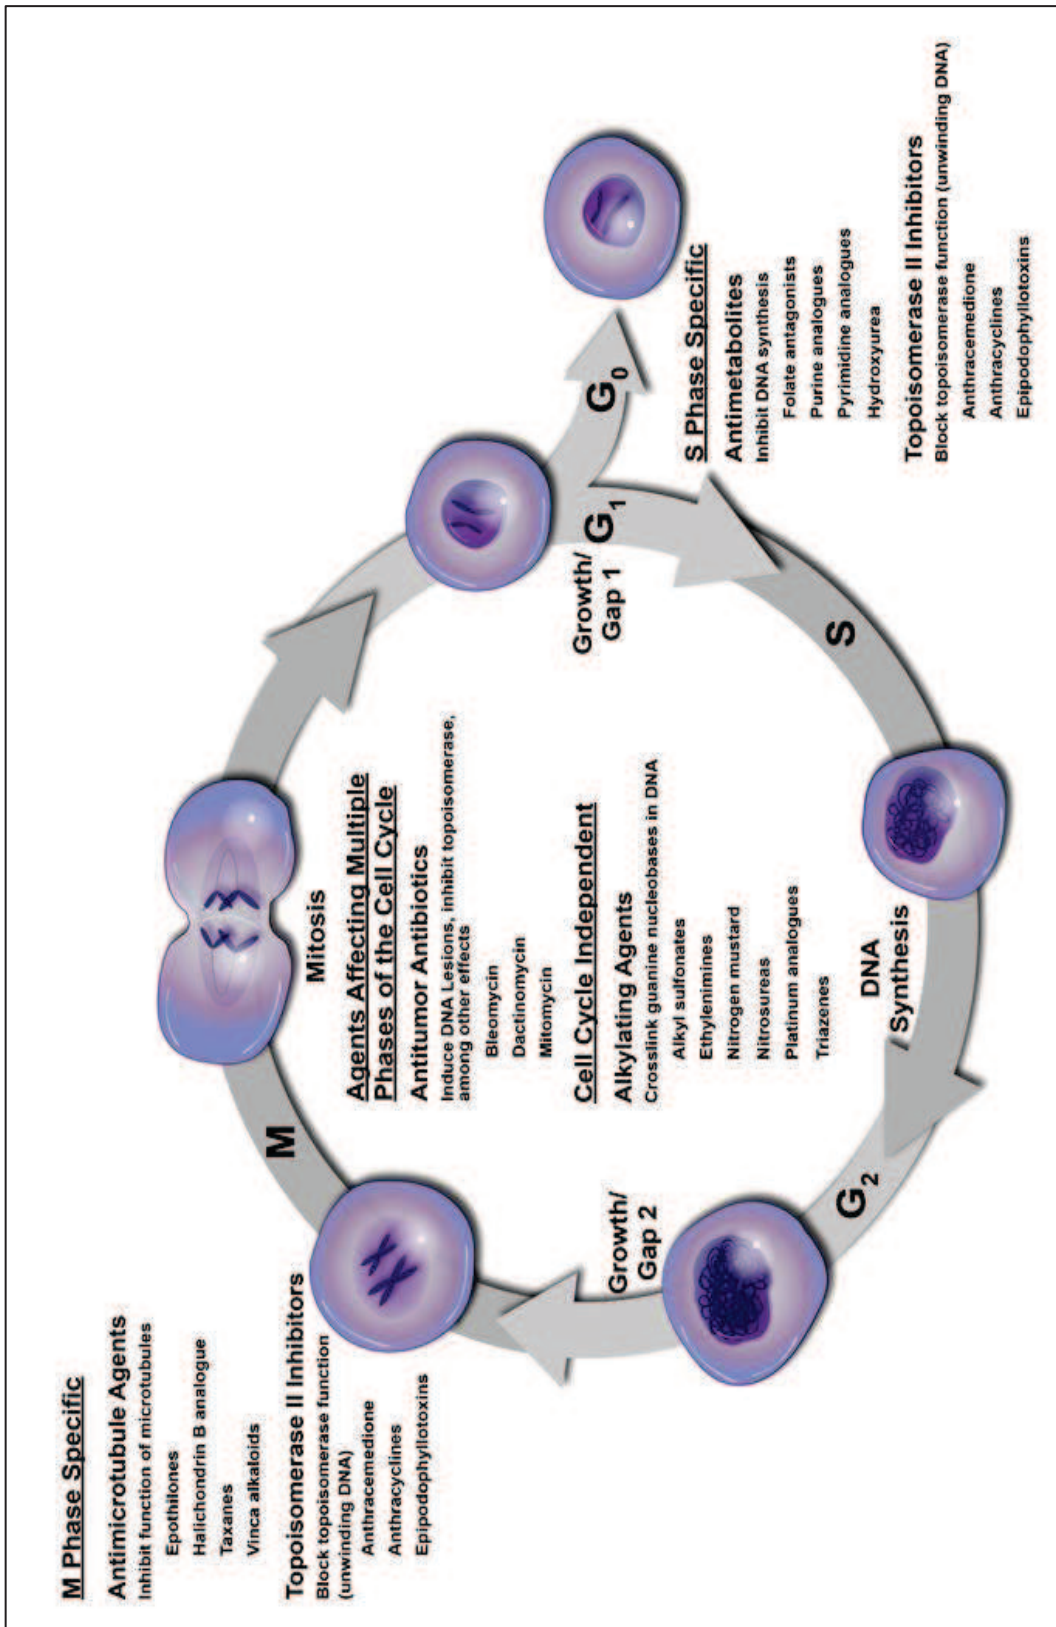 M Phase Specific
Antimicrotubule Agents
Inhibit function of microtubules
Epothilones
Halichondrin B analogue
Taxanes
Vinca alkaloids
Topoisomerase II Inhibitors
Block topoisomerase function
(unwinding DNA)
Anthracemedione
Anthracyclines
Epipodophyllotoxins
M
Mitosis
Agents Affecting Multiple
Phases of the Cell Cycle
Antitumor Antibiotics
Induce DNA Lesions, inhibit topoisomerase,
among other effects
Bleomycin
Dactinomycin
Mitomycin
Cell Cycle Independent
Alkylating Agents
Crosslink guanine nucleobases in DNA
Alkyl sulfonates
Ethylenimines
Nitrogen mustard
Nitrosureas
Platinum analogues
Triazenes
Growth/
Gap 2
G2
DNA
Synthesis
S
Growth/
Gap 1
G1
G0
S Phase Specific
Antimetabolites
Inhibit DNA synthesis
Folate antagonists
Purine analogues
Pyrimidine analogues
Hydroxyurea
Topoisomerase II Inhibitors
Block topoisomerase function (unwinding DNA)
Anthracemedione
Anthracyclines
Epipodophyllotoxins